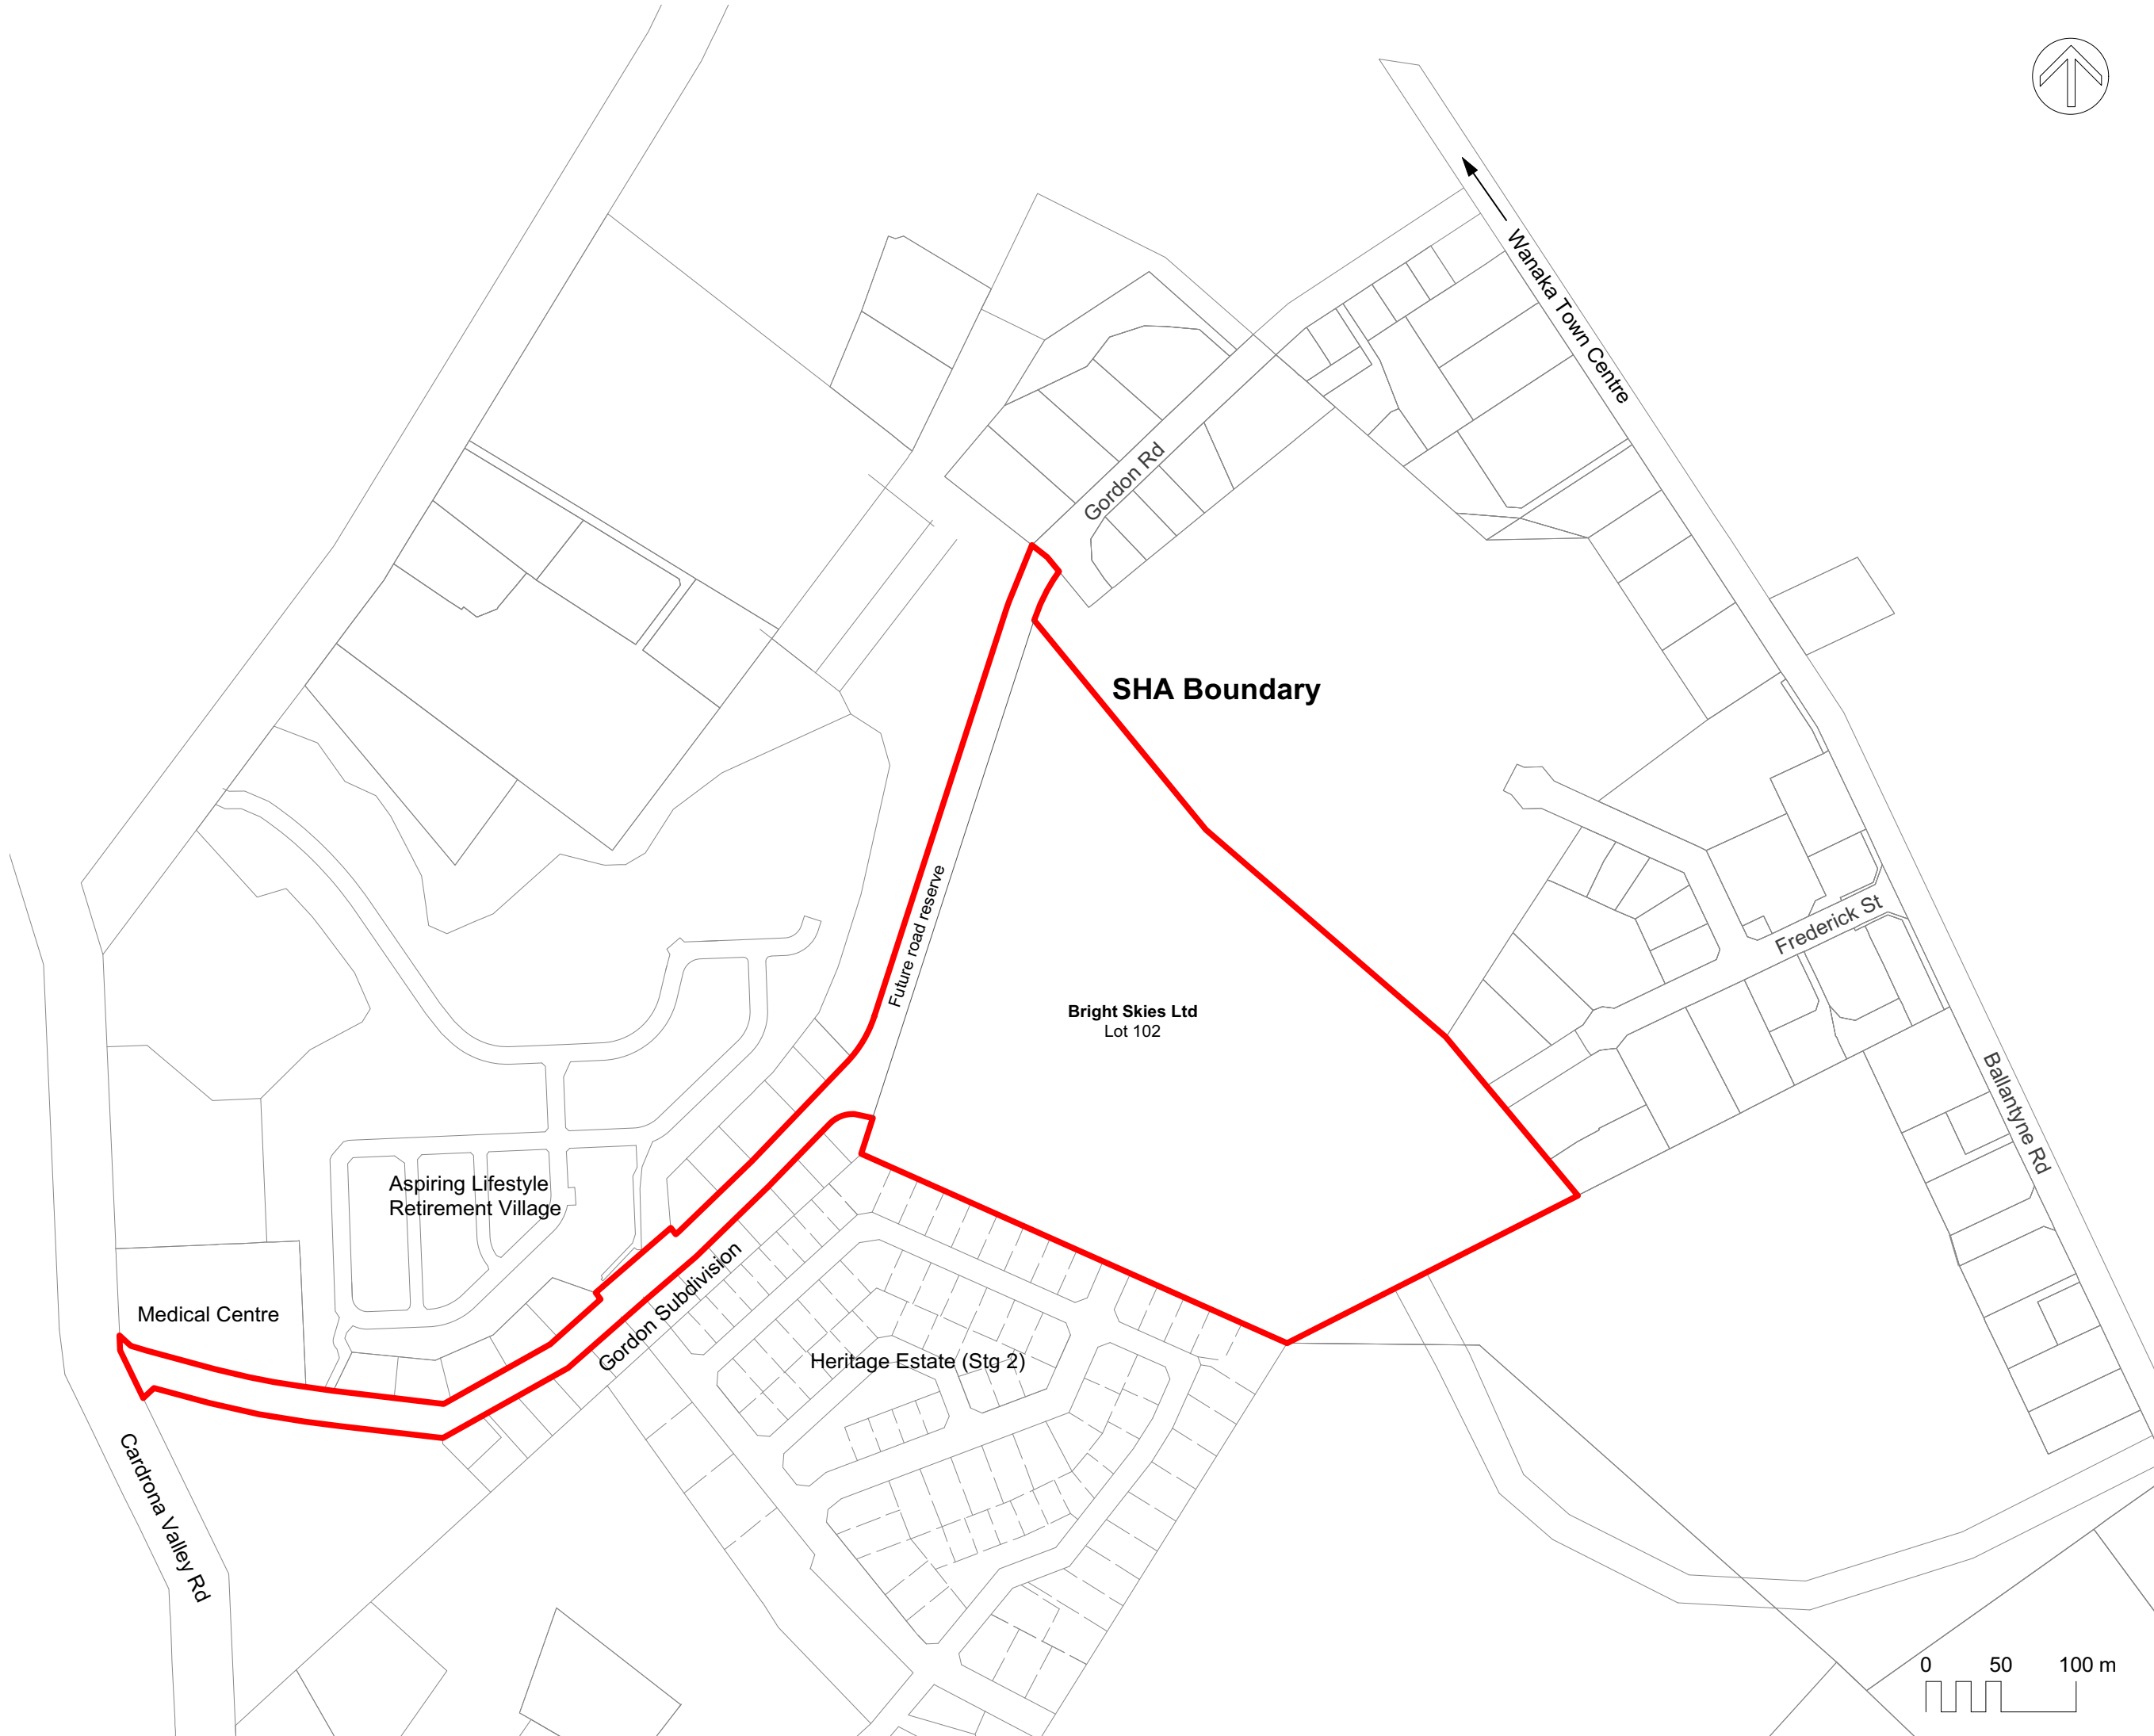 Wanaka Town Centre
Gordon Rd
SHA Boundary
Future road reserve
Frederick St
Bright Skies Ltd
Lot 102
Ballantyne Rd
Aspiring Lifestyle
Retirement Village
Gordon Subdivision
Medical Centre
Heritage Estate (Stg 2)
Cardrona Valley Rd
0 50 100 m